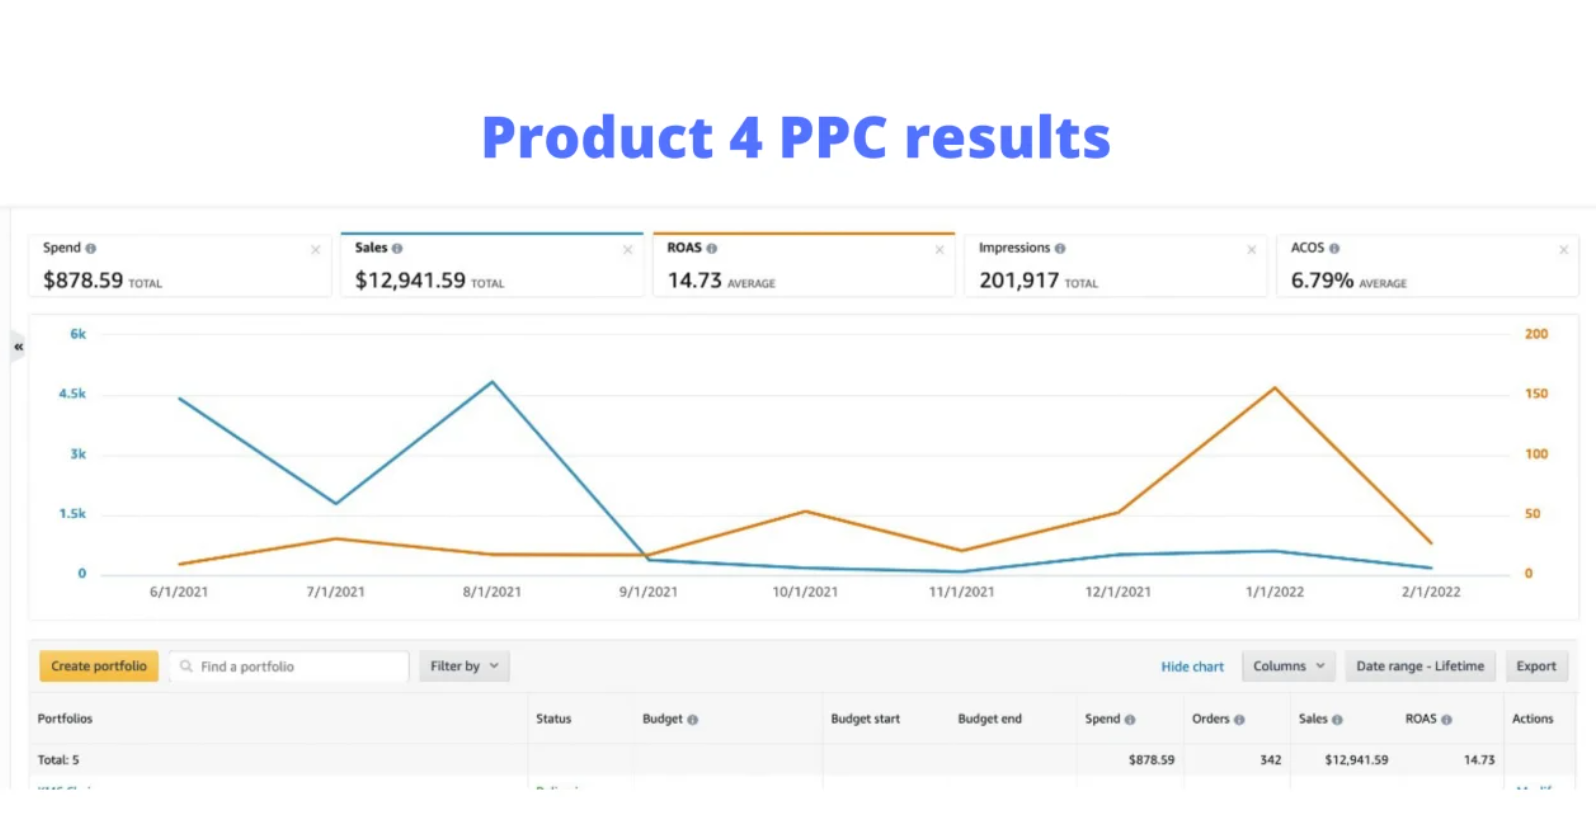 Product 4 PPC results
Spend
$878.59 TOTAL
Sales
$12,941.59 TOTAL
ROAS
14.73 AVERAGE
Impressions
201,917 TOTAL
ACOS
6.79% AVERAGE
«
6k
4.5k
3k
1.5k
0
200
150
100
50
0
6/1/2021 7/1/2021 8/1/2021 9/1/2021 10/1/2021 11/1/2021 12/1/2021 1/1/2022 2/1/2022
Create portfolio Find a portfolio Filter by Hide chart Columns Date range - Lifetime Export
Portfolios Status Budget Budget start Budget end Spend Orders Sales ROAS Actions
Total: 5 $878.59 342 $12,941.59 14.73